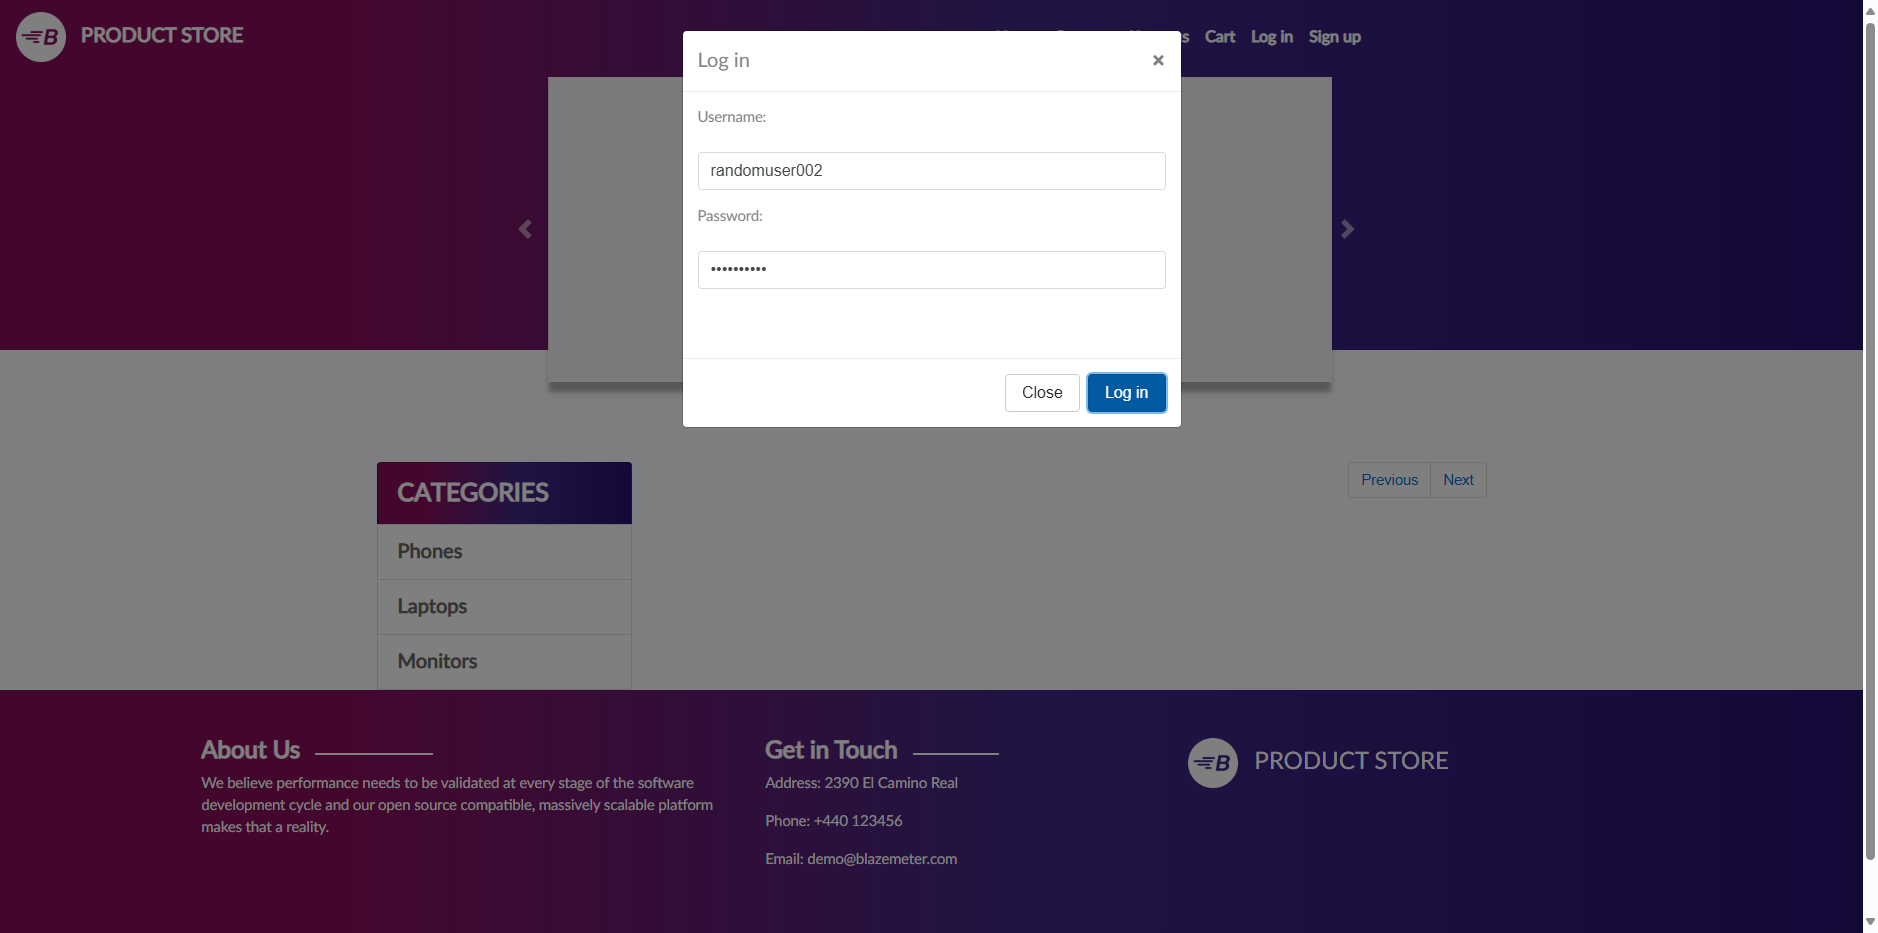 PRODUCT STORE
s Cart Log in Sign up
Log in
×
Username:
randomuser002
Password:
••••••••••
Close Log in
CATEGORIES
Previous Next
Phones
Laptops
Monitors
About Us
We believe performance needs to be validated at every stage of the software
development cycle and our open source compatible, massively scalable platform
makes that a reality.
Get in Touch
Address: 2390 El Camino Real
Phone: +440 123456
Email: demo@blazemeter.com
B PRODUCT STORE